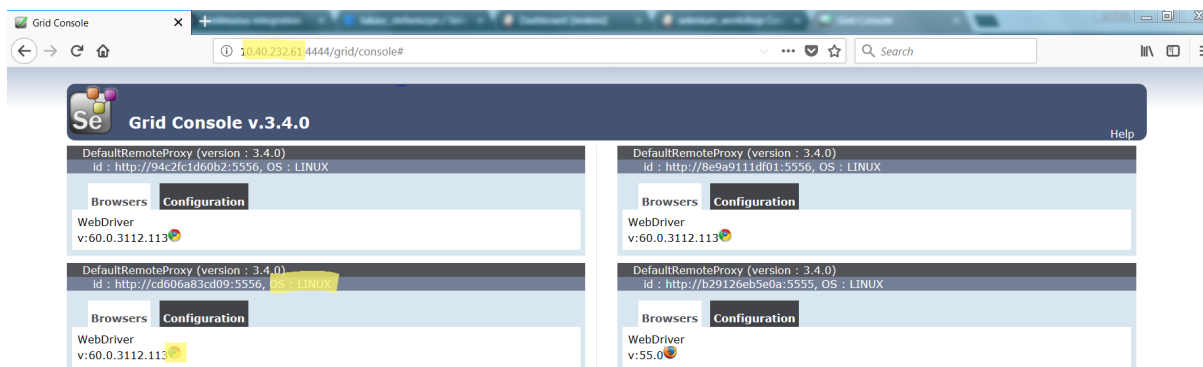 Grid Console
10.40.232.61:4444/grid/console#
Search
Se
Grid Console v.3.4.0
Help
DefaultRemoteProxy (version : 3.4.0)
id : http://94c2fc1d60b2:5556, OS : LINUX
Browsers Configuration
WebDriver
v:60.0.3112.113
DefaultRemoteProxy (version : 3.4.0)
id : http://8e9a9111df01:5556, OS : LINUX
Browsers Configuration
WebDriver
v:60.0.3112.113
DefaultRemoteProxy (version : 3.4.0)
id : http://cd606a83cd09:5556, OS : LINUX
Browsers Configuration
WebDriver
v:60.0.3112.113
DefaultRemoteProxy (version : 3.4.0)
id : http://b29126eb5e0a:5555, OS : LINUX
Browsers Configuration
WebDriver
v:55.0